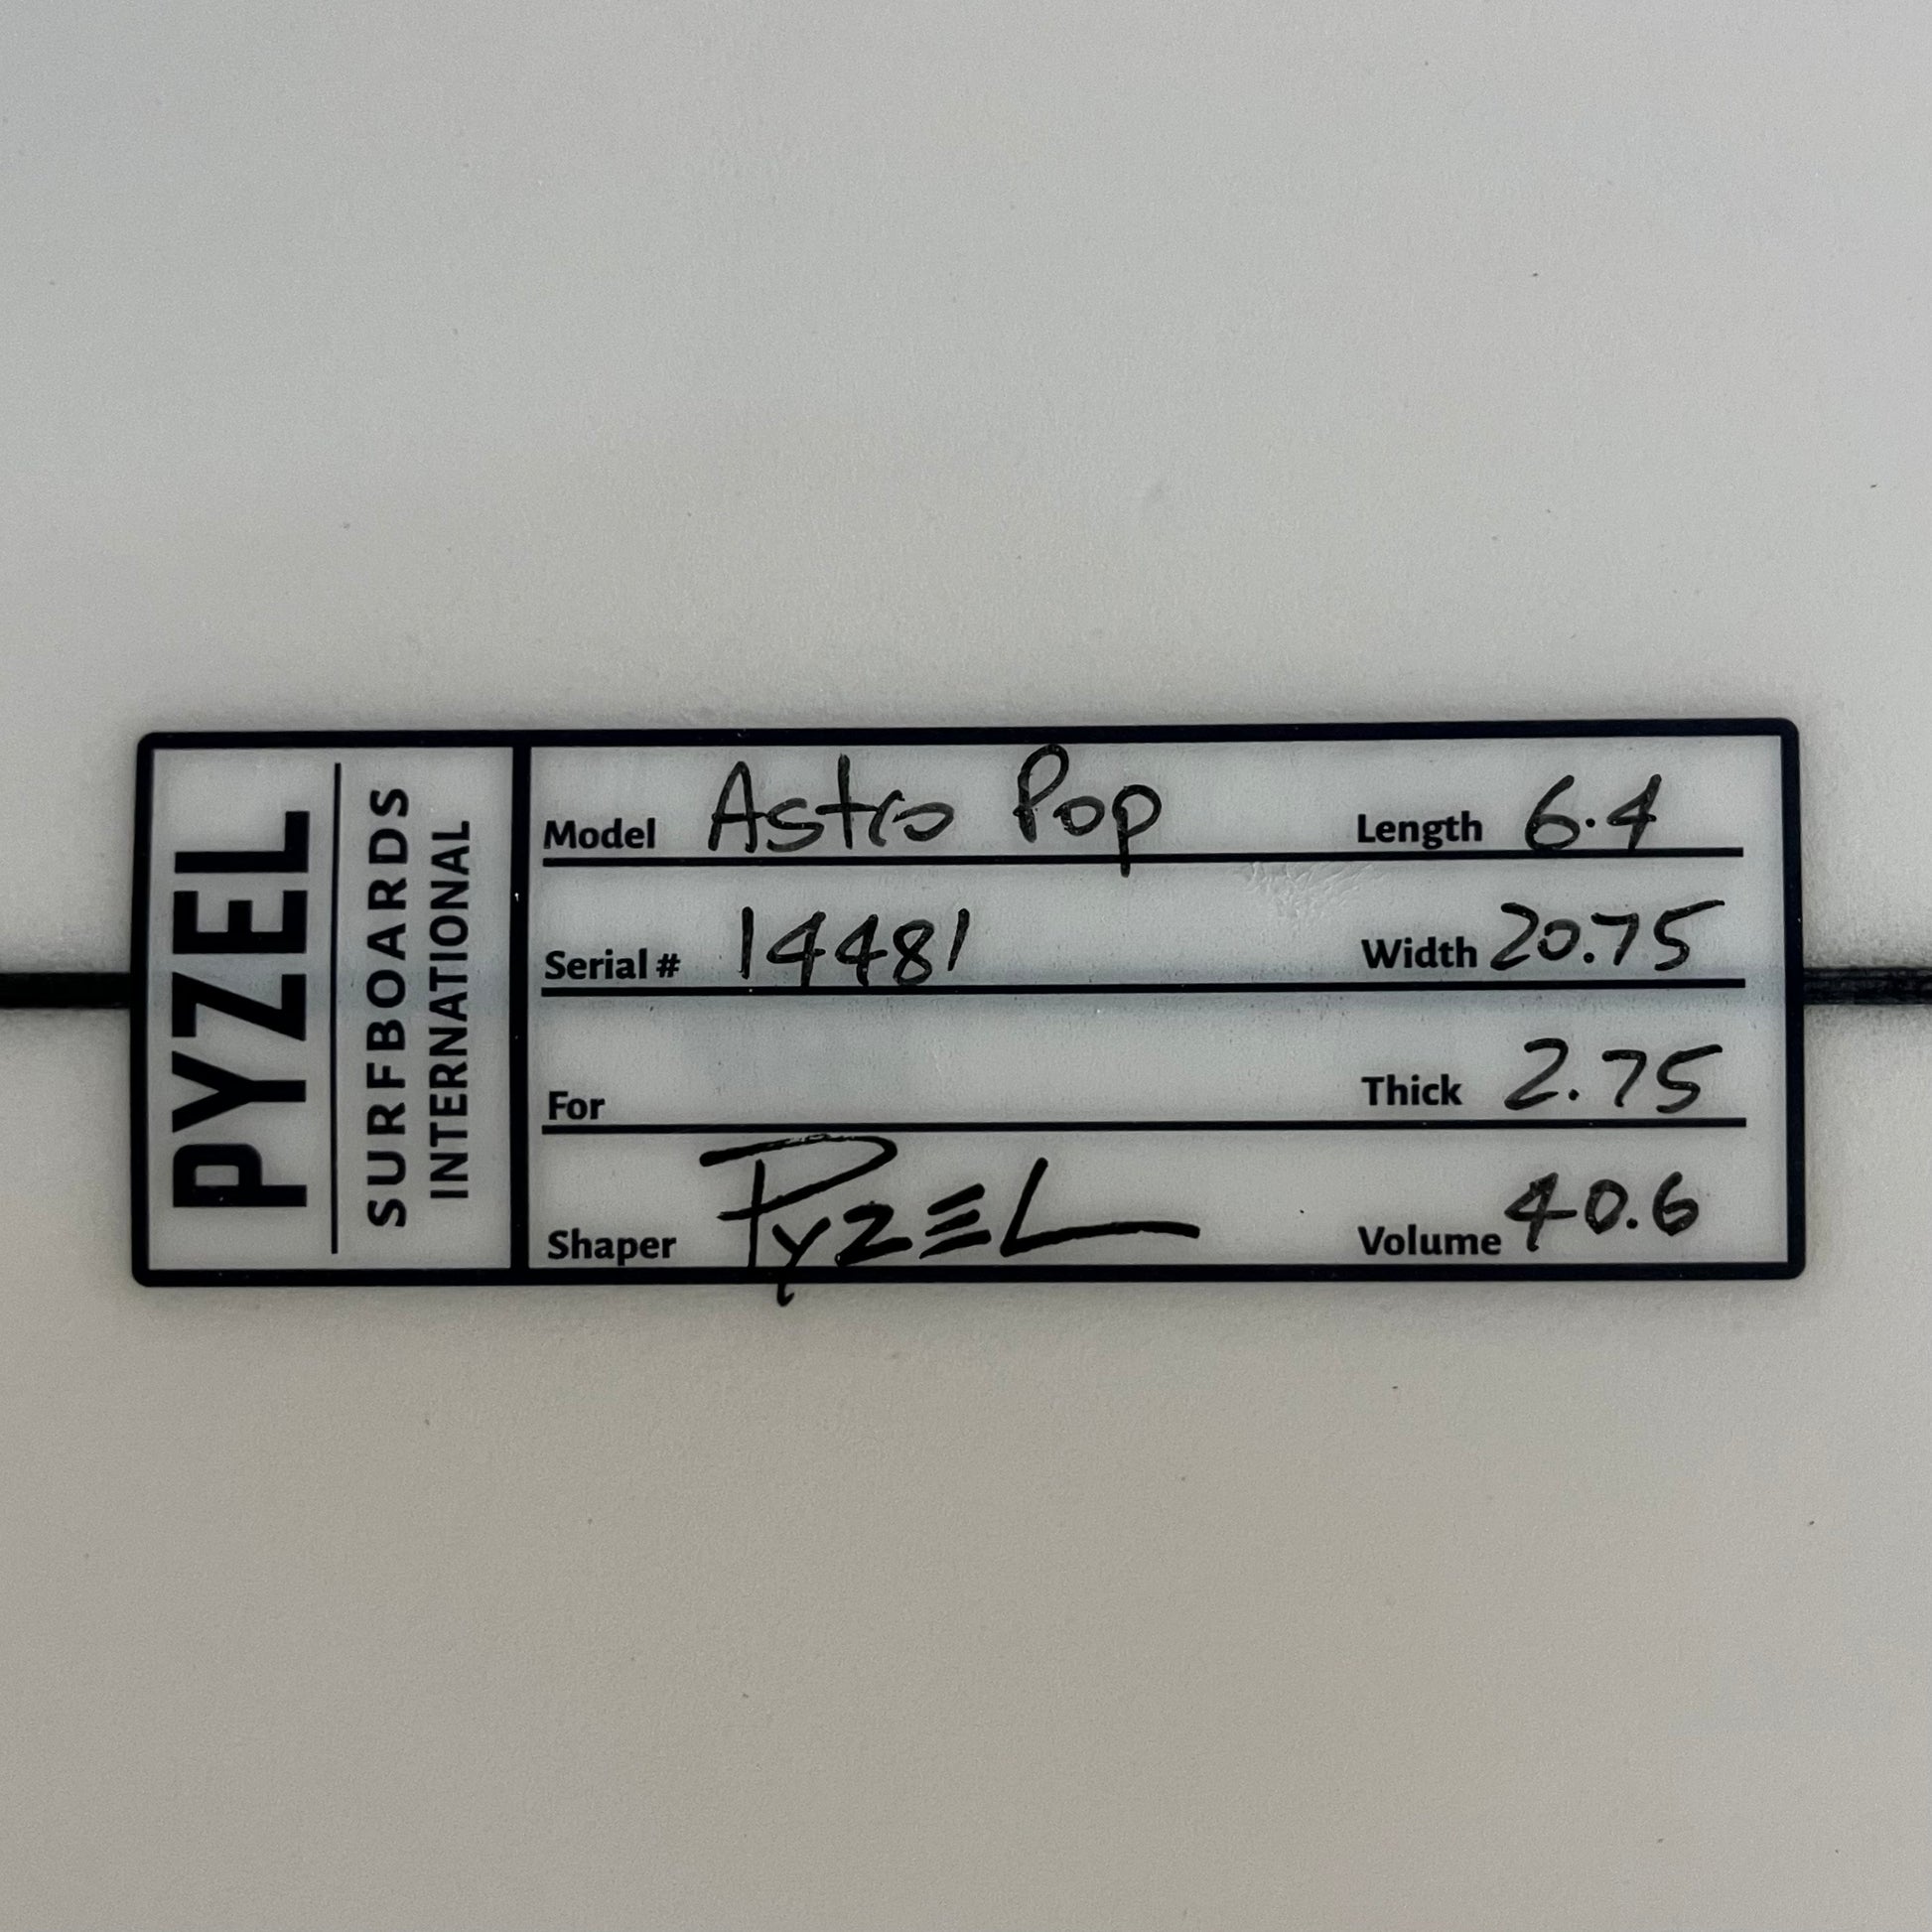 PYZEL
SURFBOARDS
INTERNATIONAL
Model Astro Pop Length 6.4
Serial # 14481 Width 20.75
For Thick 2.75
Shaper PYZEL Volume 40.6